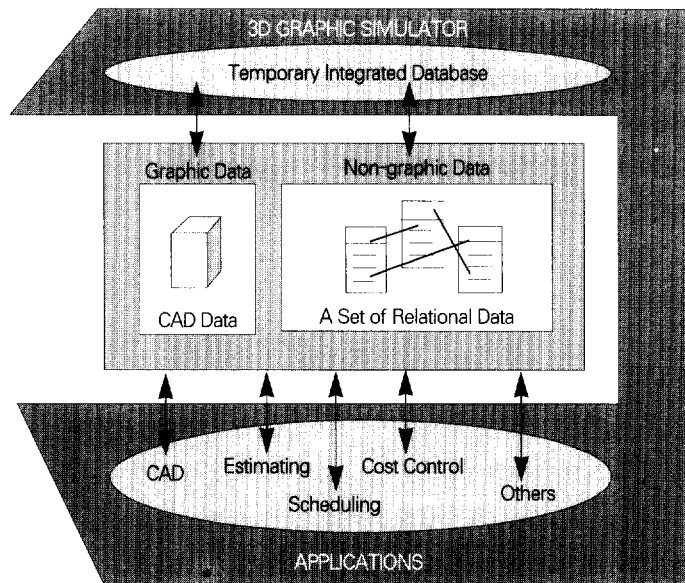 3D GRAPHIC SIMULATOR
Temporary Integrated Database
Graphic Data
Non-graphic Data
CAD Data
A Set of Relational Data
CAD
Estimating
Scheduling
Cost Control
Others
APPLICATIONS